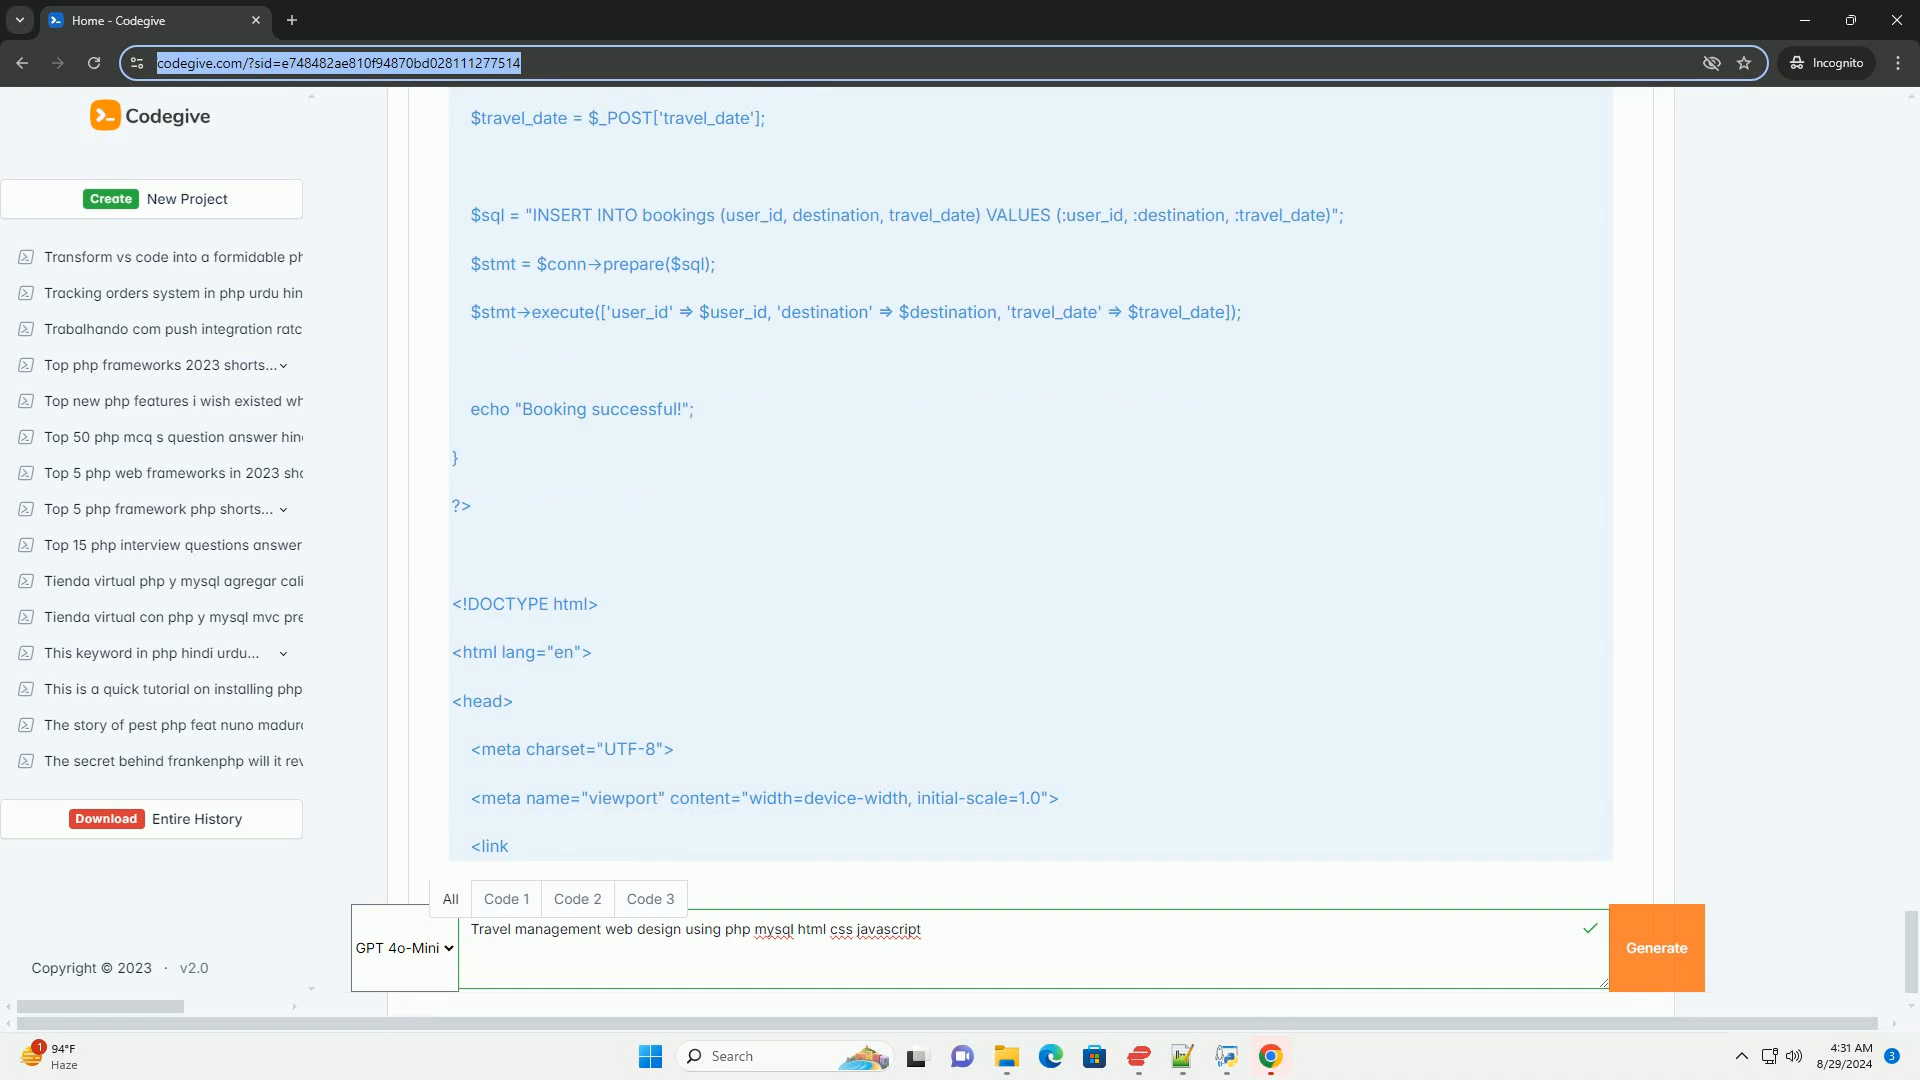 Home - Codegive
codegive.com/?sid=e748482ae810f94870bd028111277514
Incognito
Codegive
Create New Project
Transform vs code into a formidable ph
Tracking orders system in php urdu hin
Trabalhando com push integration ratc
Top php frameworks 2023 shorts...
Top new php features i wish existed wh
Top 50 php mcq s question answer hin
Top 5 php web frameworks in 2023 sho
Top 5 php framework php shorts...
Top 15 php interview questions answer
Tienda virtual php y mysql agregar cali
Tienda virtual con php y mysql mvc pre
This keyword in php hindi urdu...
This is a quick tutorial on installing php
The story of pest php feat nuno madura
The secret behind frankenphp will it rev
Download Entire History
Copyright © 2023 · v2.0
$travel_date = $_POST['travel_date'];
$sql = "INSERT INTO bookings (user_id, destination, travel_date) VALUES (:user_id, :destination, :travel_date)";
$stmt = $conn->prepare($sql);
$stmt->execute(['user_id' => $user_id, 'destination' => $destination, 'travel_date' => $travel_date]);
echo "Booking successful!";
}
?>
<!DOCTYPE html>
<html lang="en">
<head>
<meta charset="UTF-8">
<meta name="viewport" content="width=device-width, initial-scale=1.0">
<link
All Code 1 Code 2 Code 3
GPT 4o-Mini
Travel management web design using php mysql html css javascript
Generate
1
94°F
Haze
Search
4:31 AM
8/29/2024
3